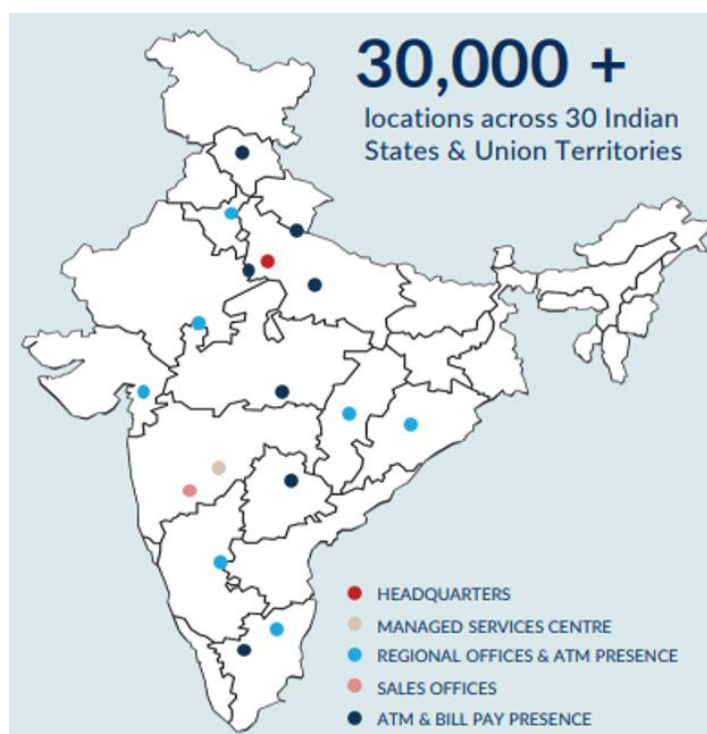 30,000 +
locations across 30 Indian
States & Union Territories
HEADQUARTERS
MANAGED SERVICES CENTRE
REGIONAL OFFICES & ATM PRESENCE
SALES OFFICES
ATM & BILL PAY PRESENCE